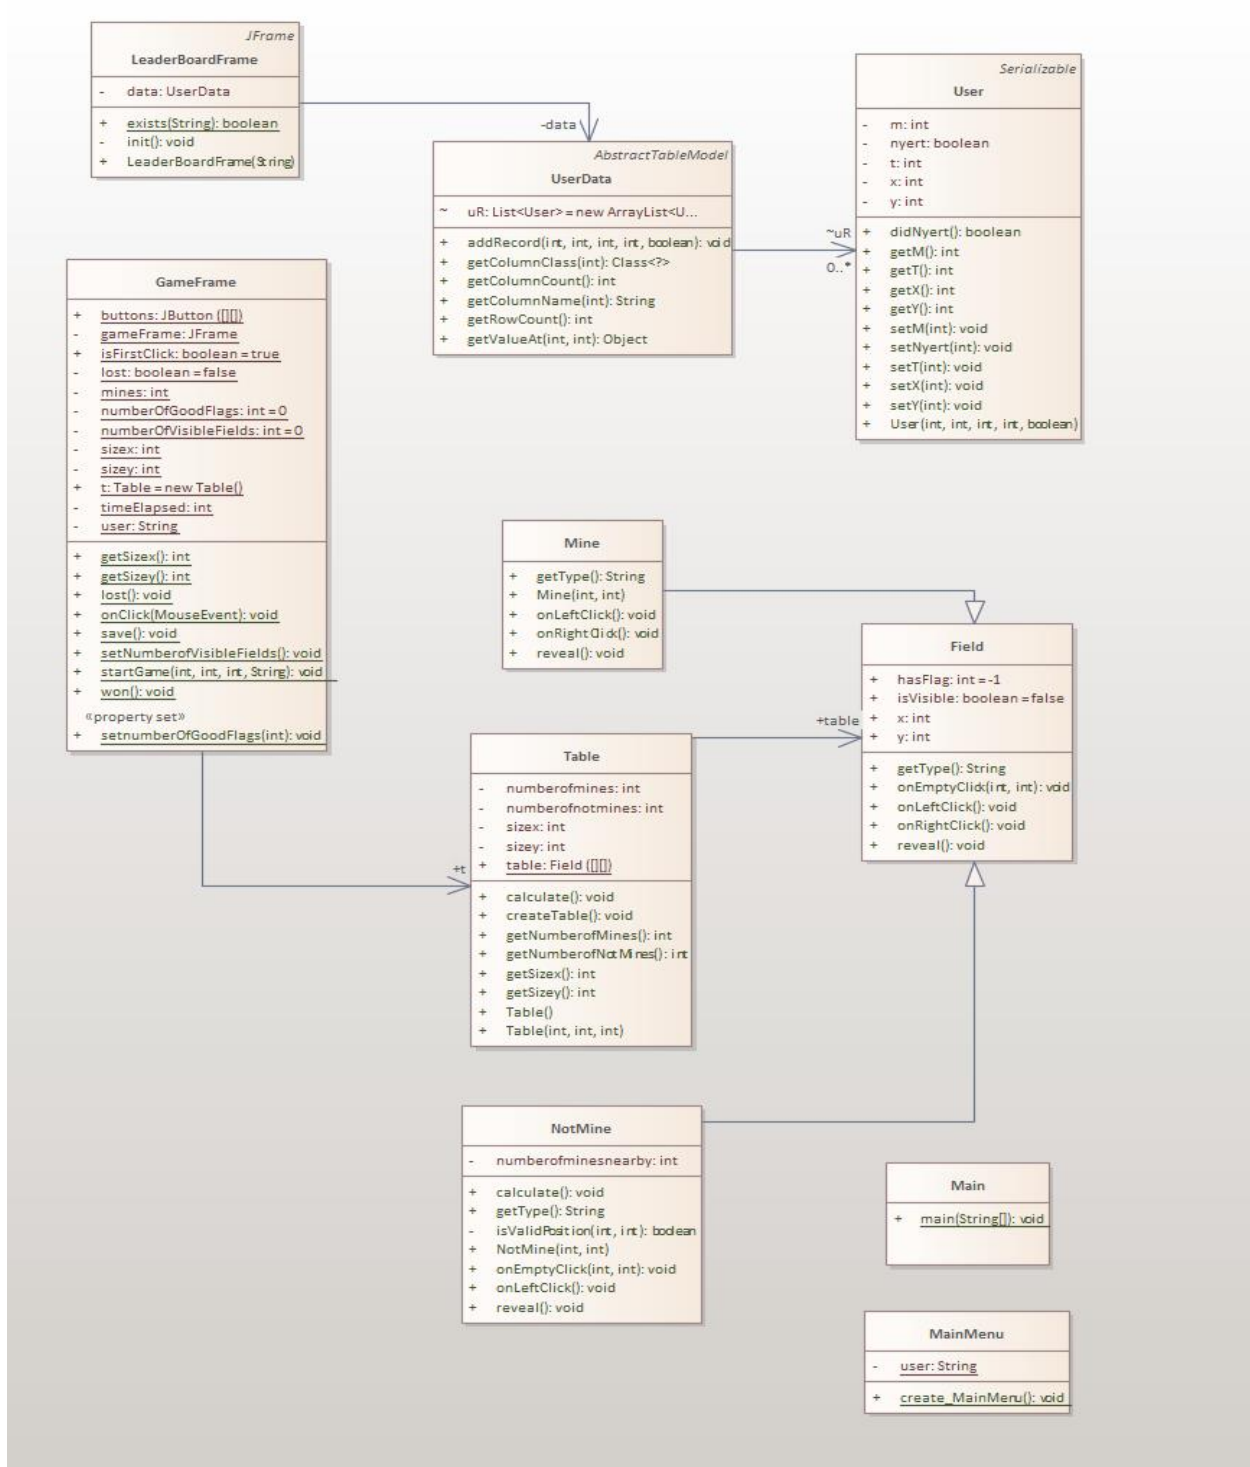 JFrame
LeaderBoardFrame
- data: UserData
+ exists(String): boolean
- init(): void
+ LeaderBoardFrame(String)
-data
AbstractTableModel
UserData
~ uR: List<User> = new ArrayList<U...
+ addRecord(int, int, int, int, boolean): void
+ getColumnClass(int): Class<?>
+ getColumnCount(): int
+ getColumnName(int): String
+ getRowCount(): int
+ getValueAt(int, int): Object
~uR
0..*
Serializable
User
- m: int
- nyert: boolean
- t: int
- x: int
- y: int
+ didNyert(): boolean
+ getM(): int
+ getT(): int
+ getX(): int
+ getY(): int
+ setM(int): void
+ setNyert(int): void
+ setT(int): void
+ setX(int): void
+ setY(int): void
+ User(int, int, int, int, boolean)
GameFrame
+ buttons: JButton ([][])
- gameFrame: JFrame
+ isFirstClick: boolean = true
- lost: boolean = false
- mines: int
- numberOfGoodFlags: int = 0
- numberOfVisibleFields: int = 0
- sizex: int
- sizey: int
+ t: Table = new Table()
- timeElapsed: int
- user: String
+ getSizex(): int
+ getSizey(): int
+ lost(): void
+ onClick(MouseEvent): void
+ save(): void
+ setNumberofVisibleFields(): void
+ startGame(int, int, int, String): void
+ won(): void
«property set»
+ setnumberOfGoodFlags(int): void
Mine
+ getType(): String
+ Mine(int, int)
+ onLeftClick(): void
+ onRightClick(): void
+ reveal(): void
Field
+ hasFlag: int = -1
+ isVisible: boolean = false
+ x: int
+ y: int
+ getType(): String
+ onEmptyClick(int, int): void
+ onLeftClick(): void
+ onRightClick(): void
+ reveal(): void
+table
+t
Table
- numberofmines: int
- numberofnotmines: int
- sizex: int
- sizey: int
+ table: Field ([][])
+ calculate(): void
+ createTable(): void
+ getNumberofMines(): int
+ getNumberofNotMines(): int
+ getSizex(): int
+ getSizey(): int
+ Table()
+ Table(int, int, int)
NotMine
- numberofminesnearby: int
+ calculate(): void
+ getType(): String
- isValidPosition(int, int): boolean
+ NotMine(int, int)
+ onEmptyClick(int, int): void
+ onLeftClick(): void
+ reveal(): void
Main
+ main(String[]): void
MainMenu
- user: String
+ create_MainMenu(): void